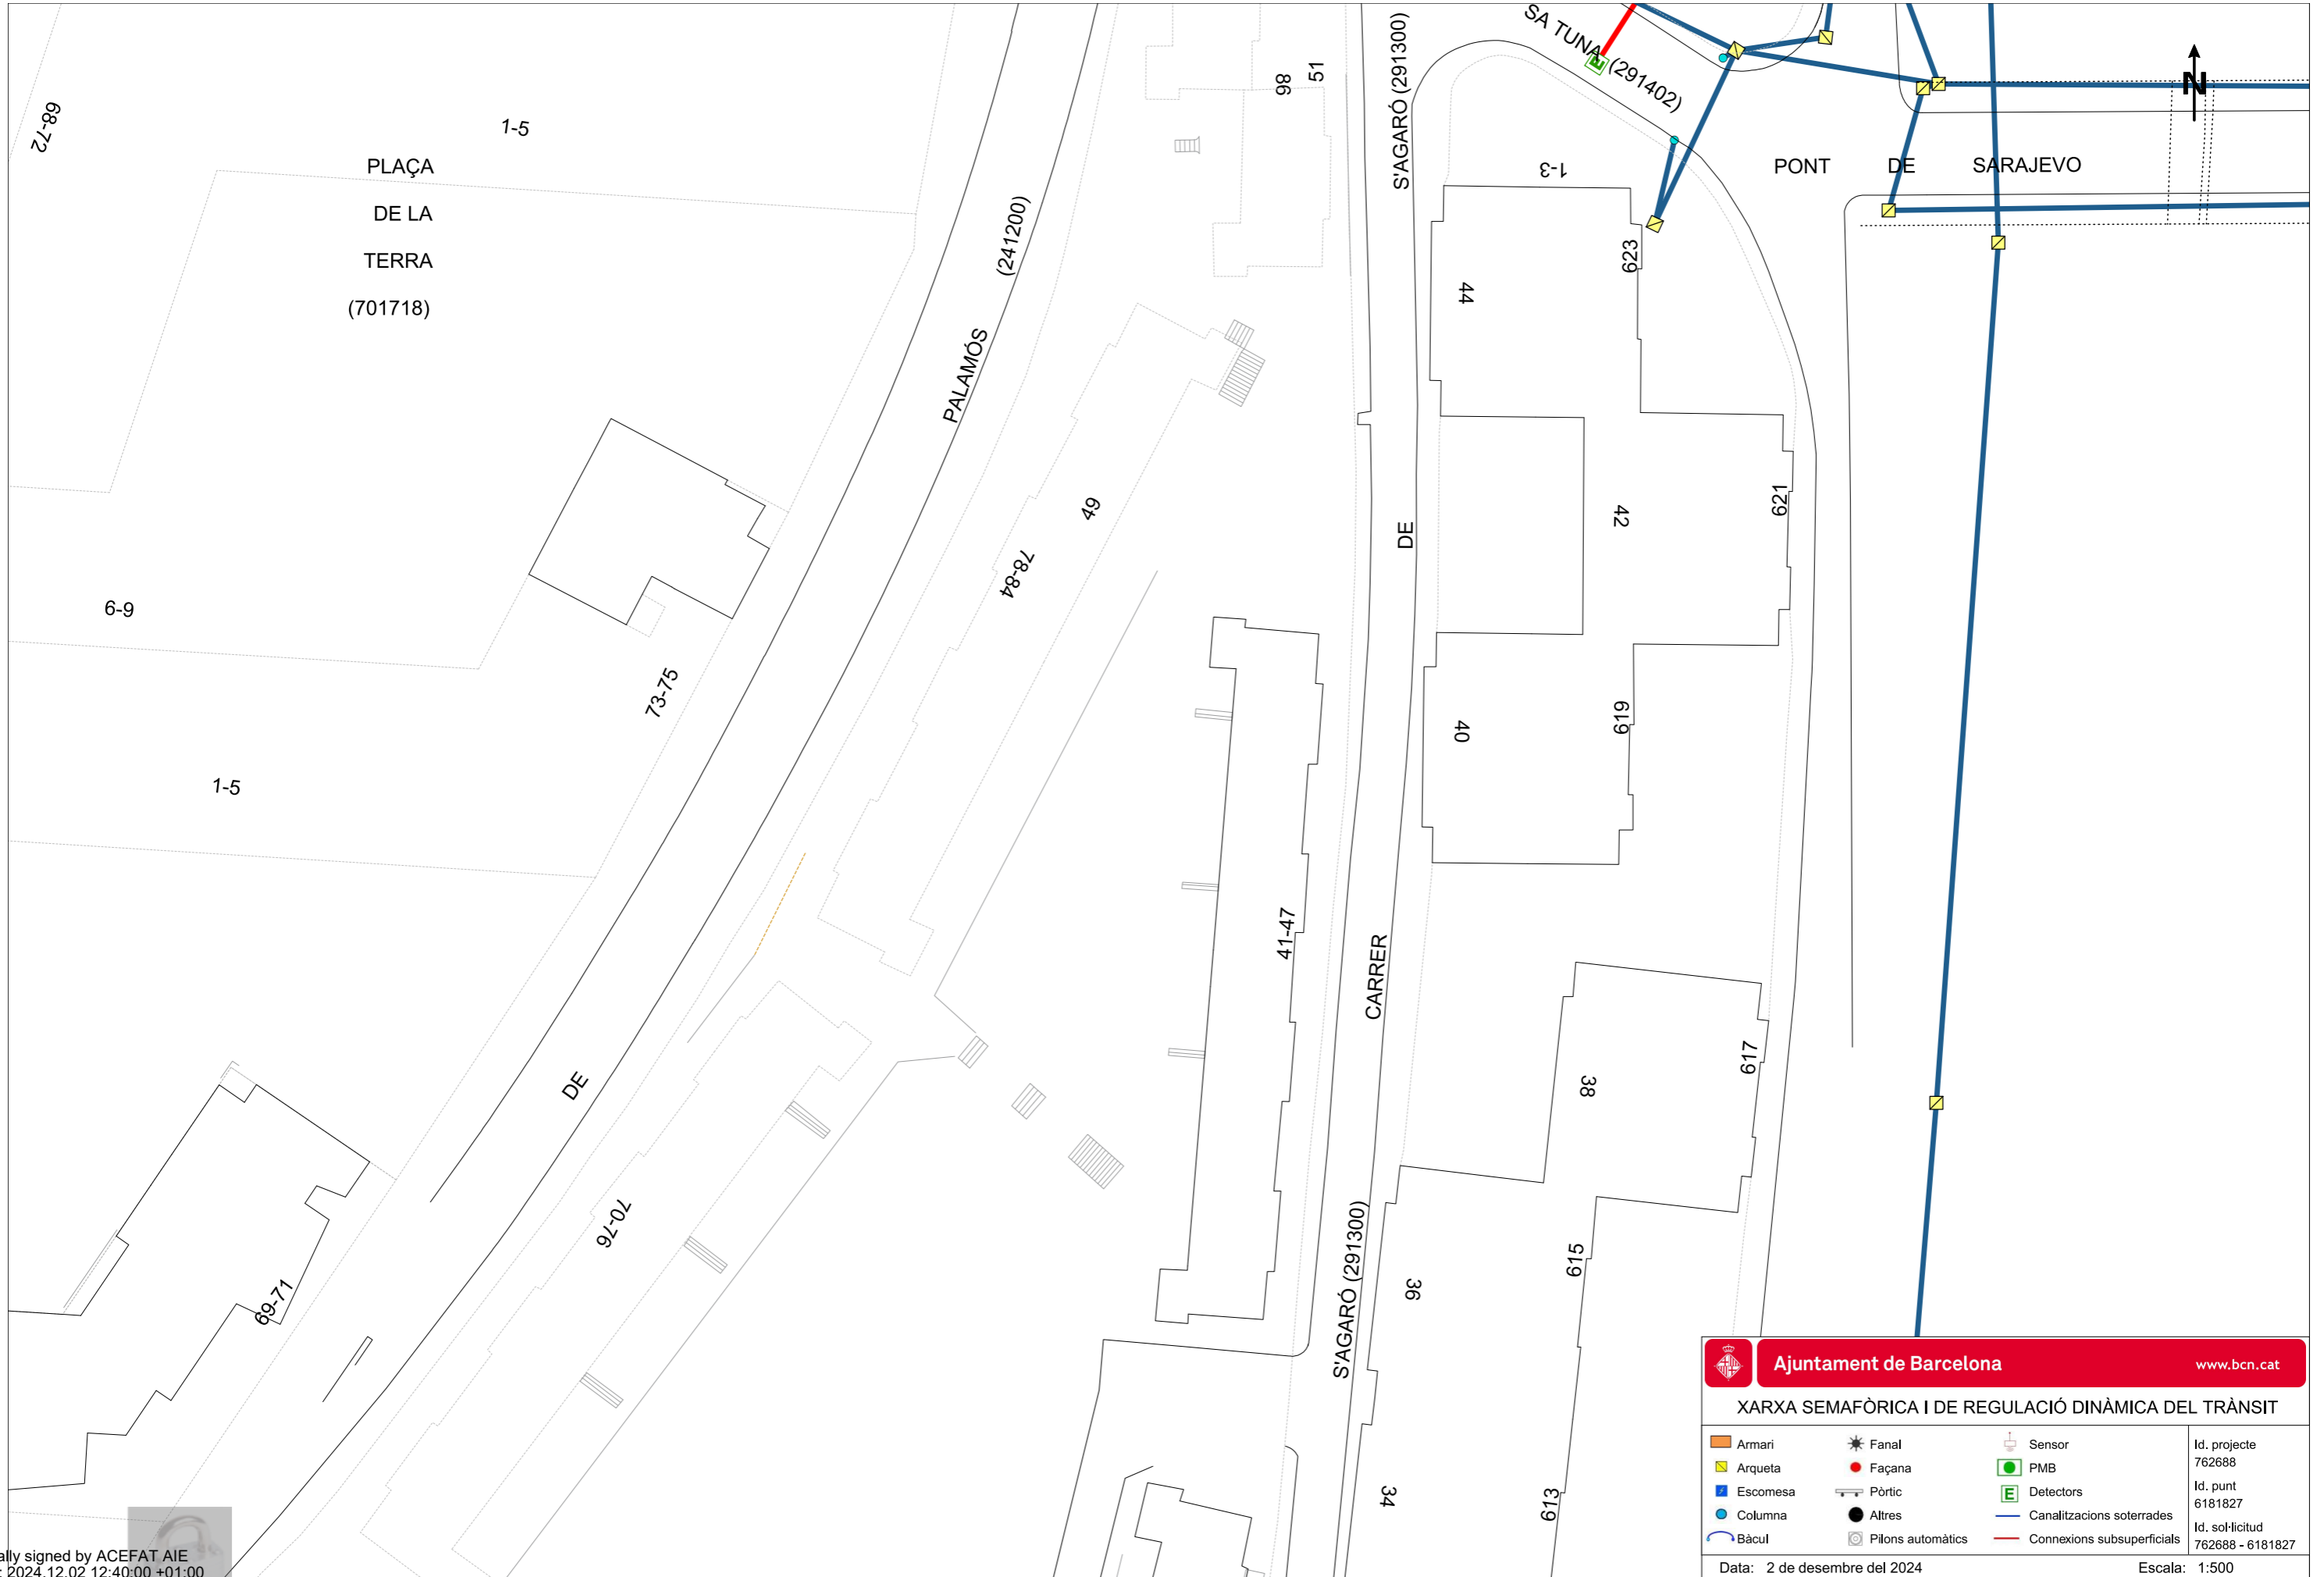 68-72
1-5
PLAÇA
DE LA
TERRA
(701718)
6-9
1-5
73-75
69-71
PALAMÓS
(241200)
DE
49
78-84
70-76
98
51
41-47
S'AGARÓ (291300)
DE
CARRER
S'AGARÓ (291300)
SA TUNA
(291402)
E
1-3
PONT DE SARAJEVO
N
44
623
42
621
40
619
38
617
36
615
34
613
Ajuntament de Barcelona
www.bcn.cat
XARXA SEMAFÒRICA I DE REGULACIÓ DINÀMICA DEL TRÀNSIT
Armari
Arqueta
Escomesa
Columna
Bàcul
Fanal
Façana
Pòrtic
Altres
Pilons automàtics
Sensor
PMB
E Detectors
Canalitzacions soterrades
Connexions subsuperficials
Id. projecte
762688
Id. punt
6181827
Id. sol·licitud
762688 - 6181827
Data: 2 de desembre del 2024
Escala: 1:500
ally signed by ACEFAT AIE
: 2024.12.02 12:40:00 +01:00